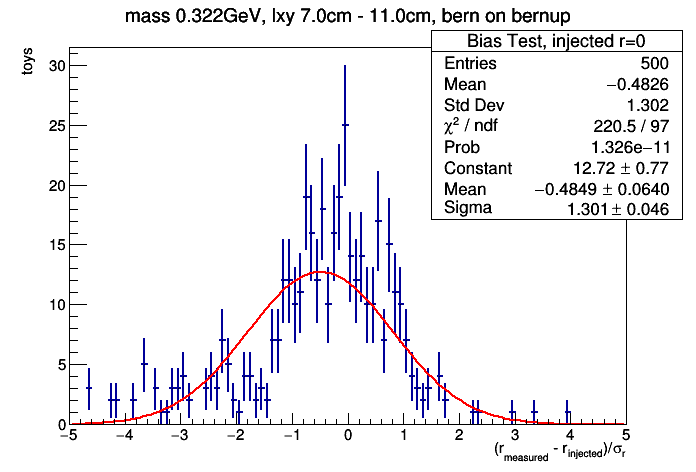 mass 0.322GeV, lxy 7.0cm - 11.0cm, bern on bernup
Bias Test, injected r=0
Entries 500
Mean −0.4826
Std Dev 1.302
χ² / ndf 220.5 / 97
Prob 1.326e−11
Constant 12.72 ± 0.77
Mean −0.4849 ± 0.0640
Sigma 1.301 ± 0.046
toys
30
25
20
15
10
5
0
−5 −4 −3 −2 −1 0 1 2 3 4 5
(r_measured - r_injected)/σ_r